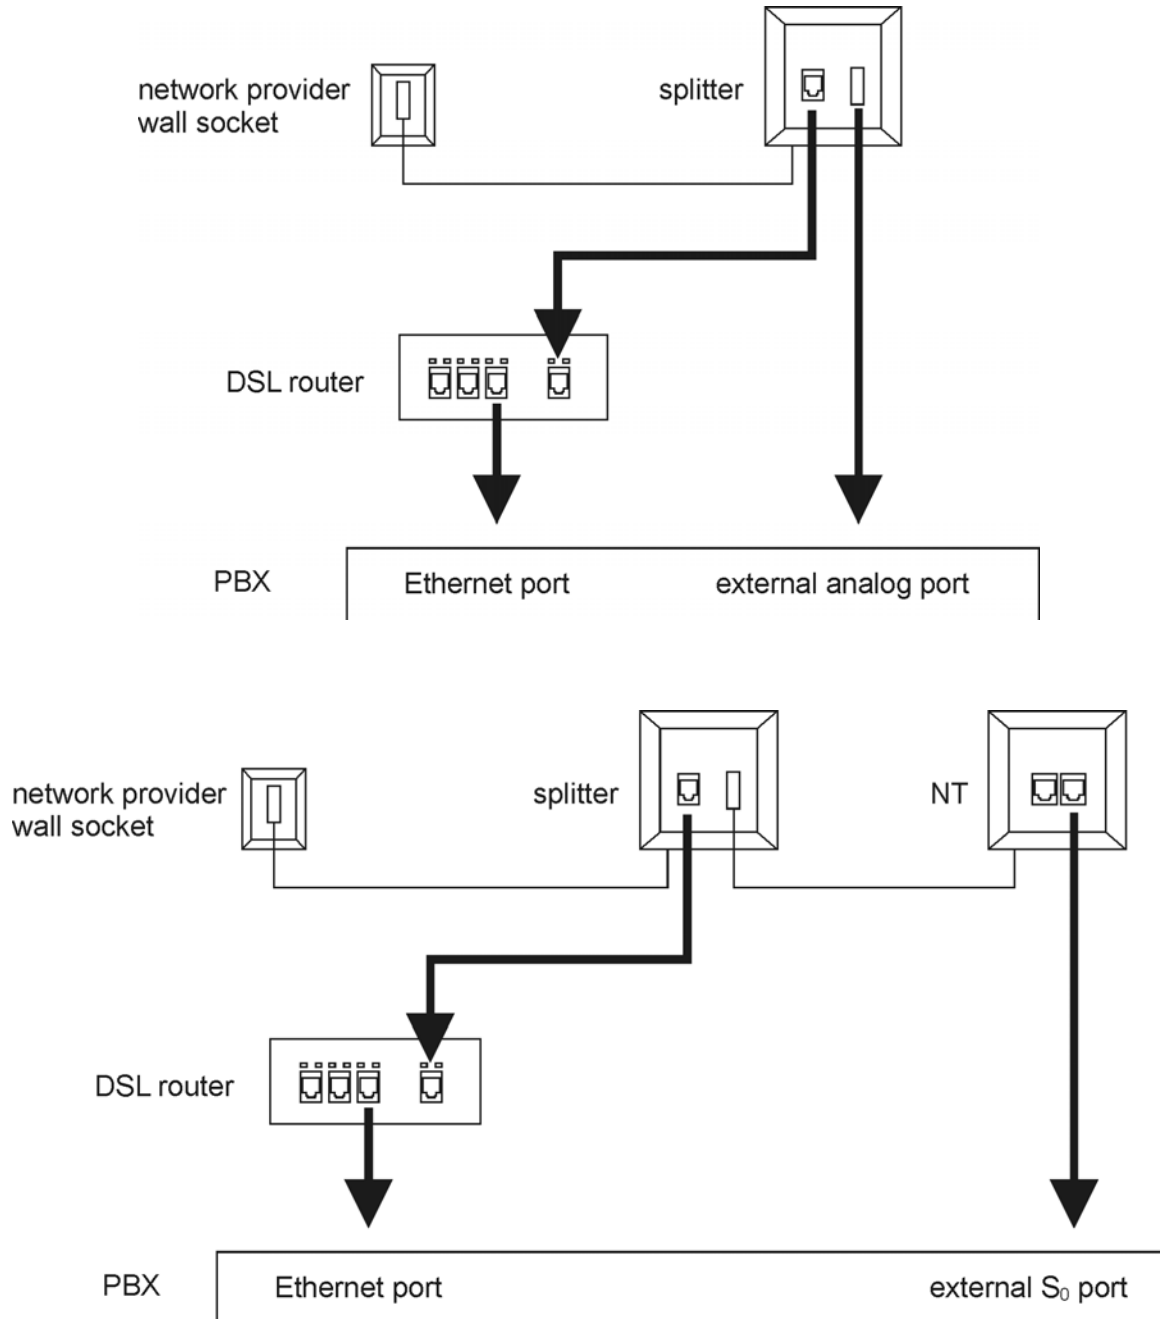 network provider
wall socket
splitter
DSL router
PBX
Ethernet port
external analog port
network provider
wall socket
splitter
NT
DSL router
PBX
Ethernet port
external S₀ port